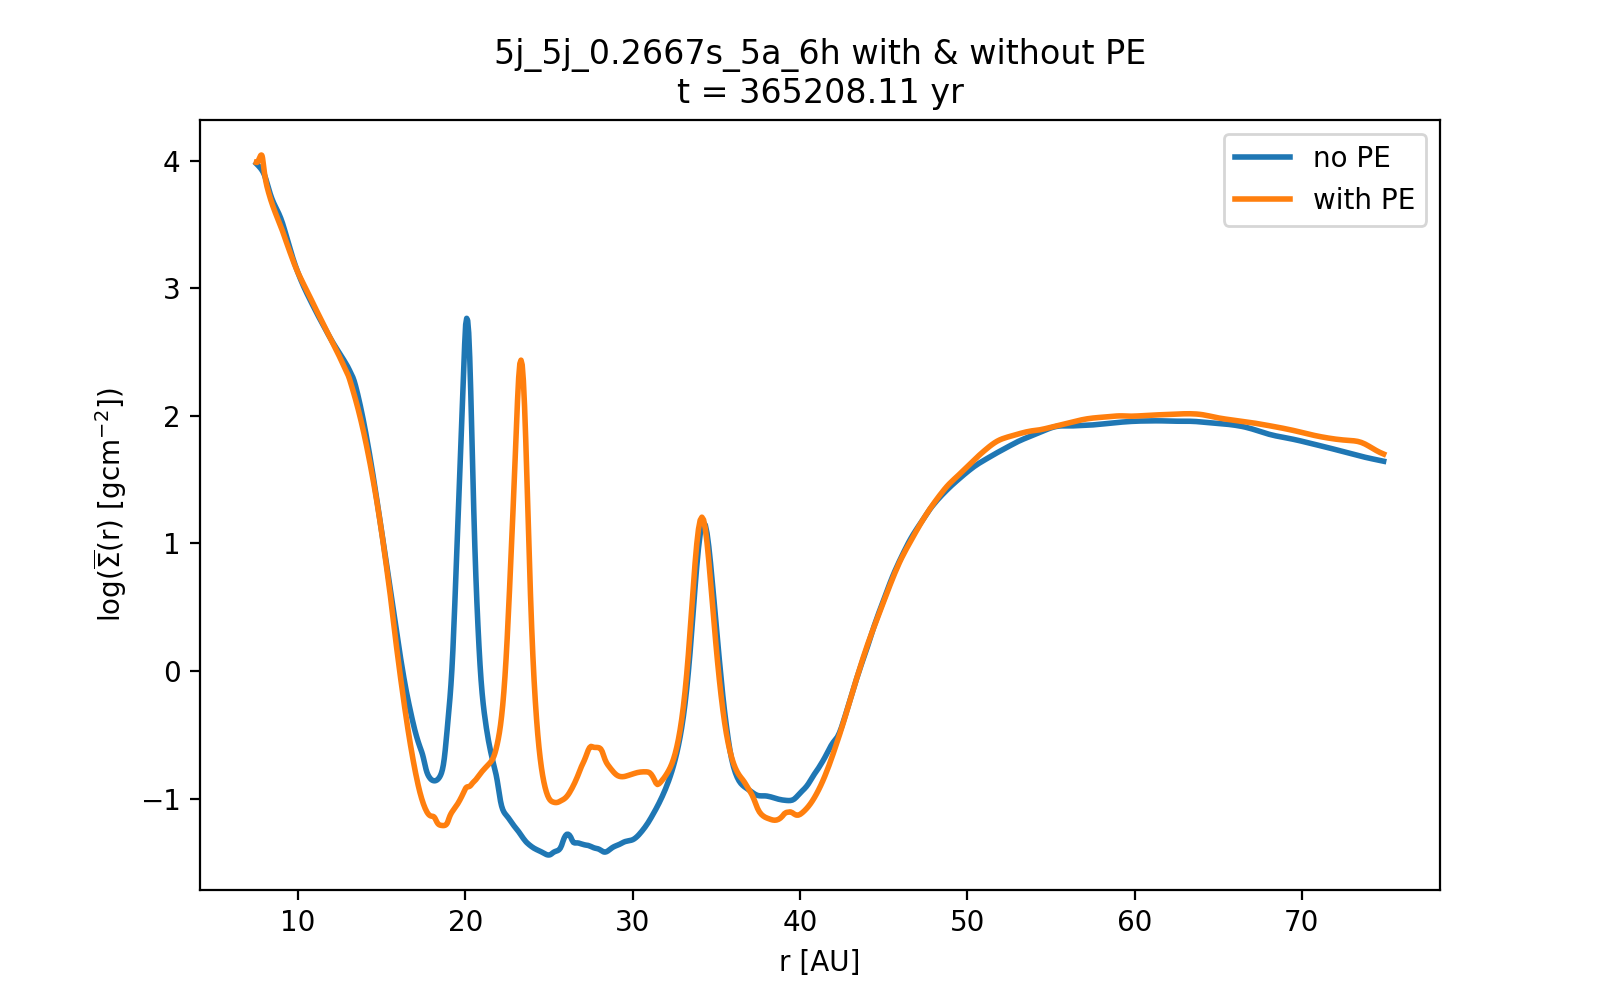 5j_5j_0.2667s_5a_6h with & without PE
t = 365208.11 yr
no PE
with PE
4
3
2
1
0
−1
log(Σ̅(r) [gcm⁻²])
10 20 30 40 50 60 70
r [AU]